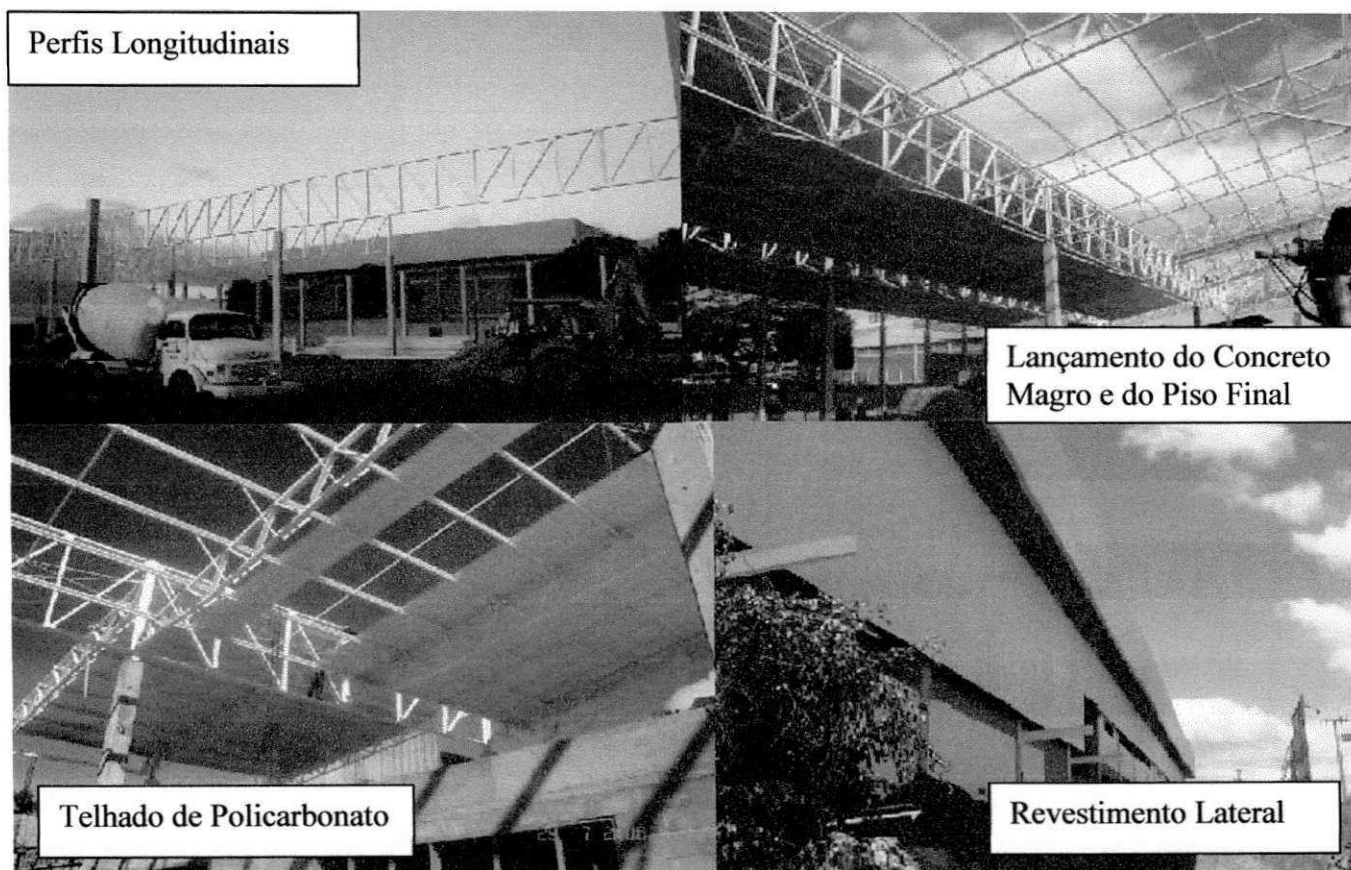 Perfis Longitudinais
Lançamento do Concreto
Magro e do Piso Final
Telhado de Policarbonato
Revestimento Lateral